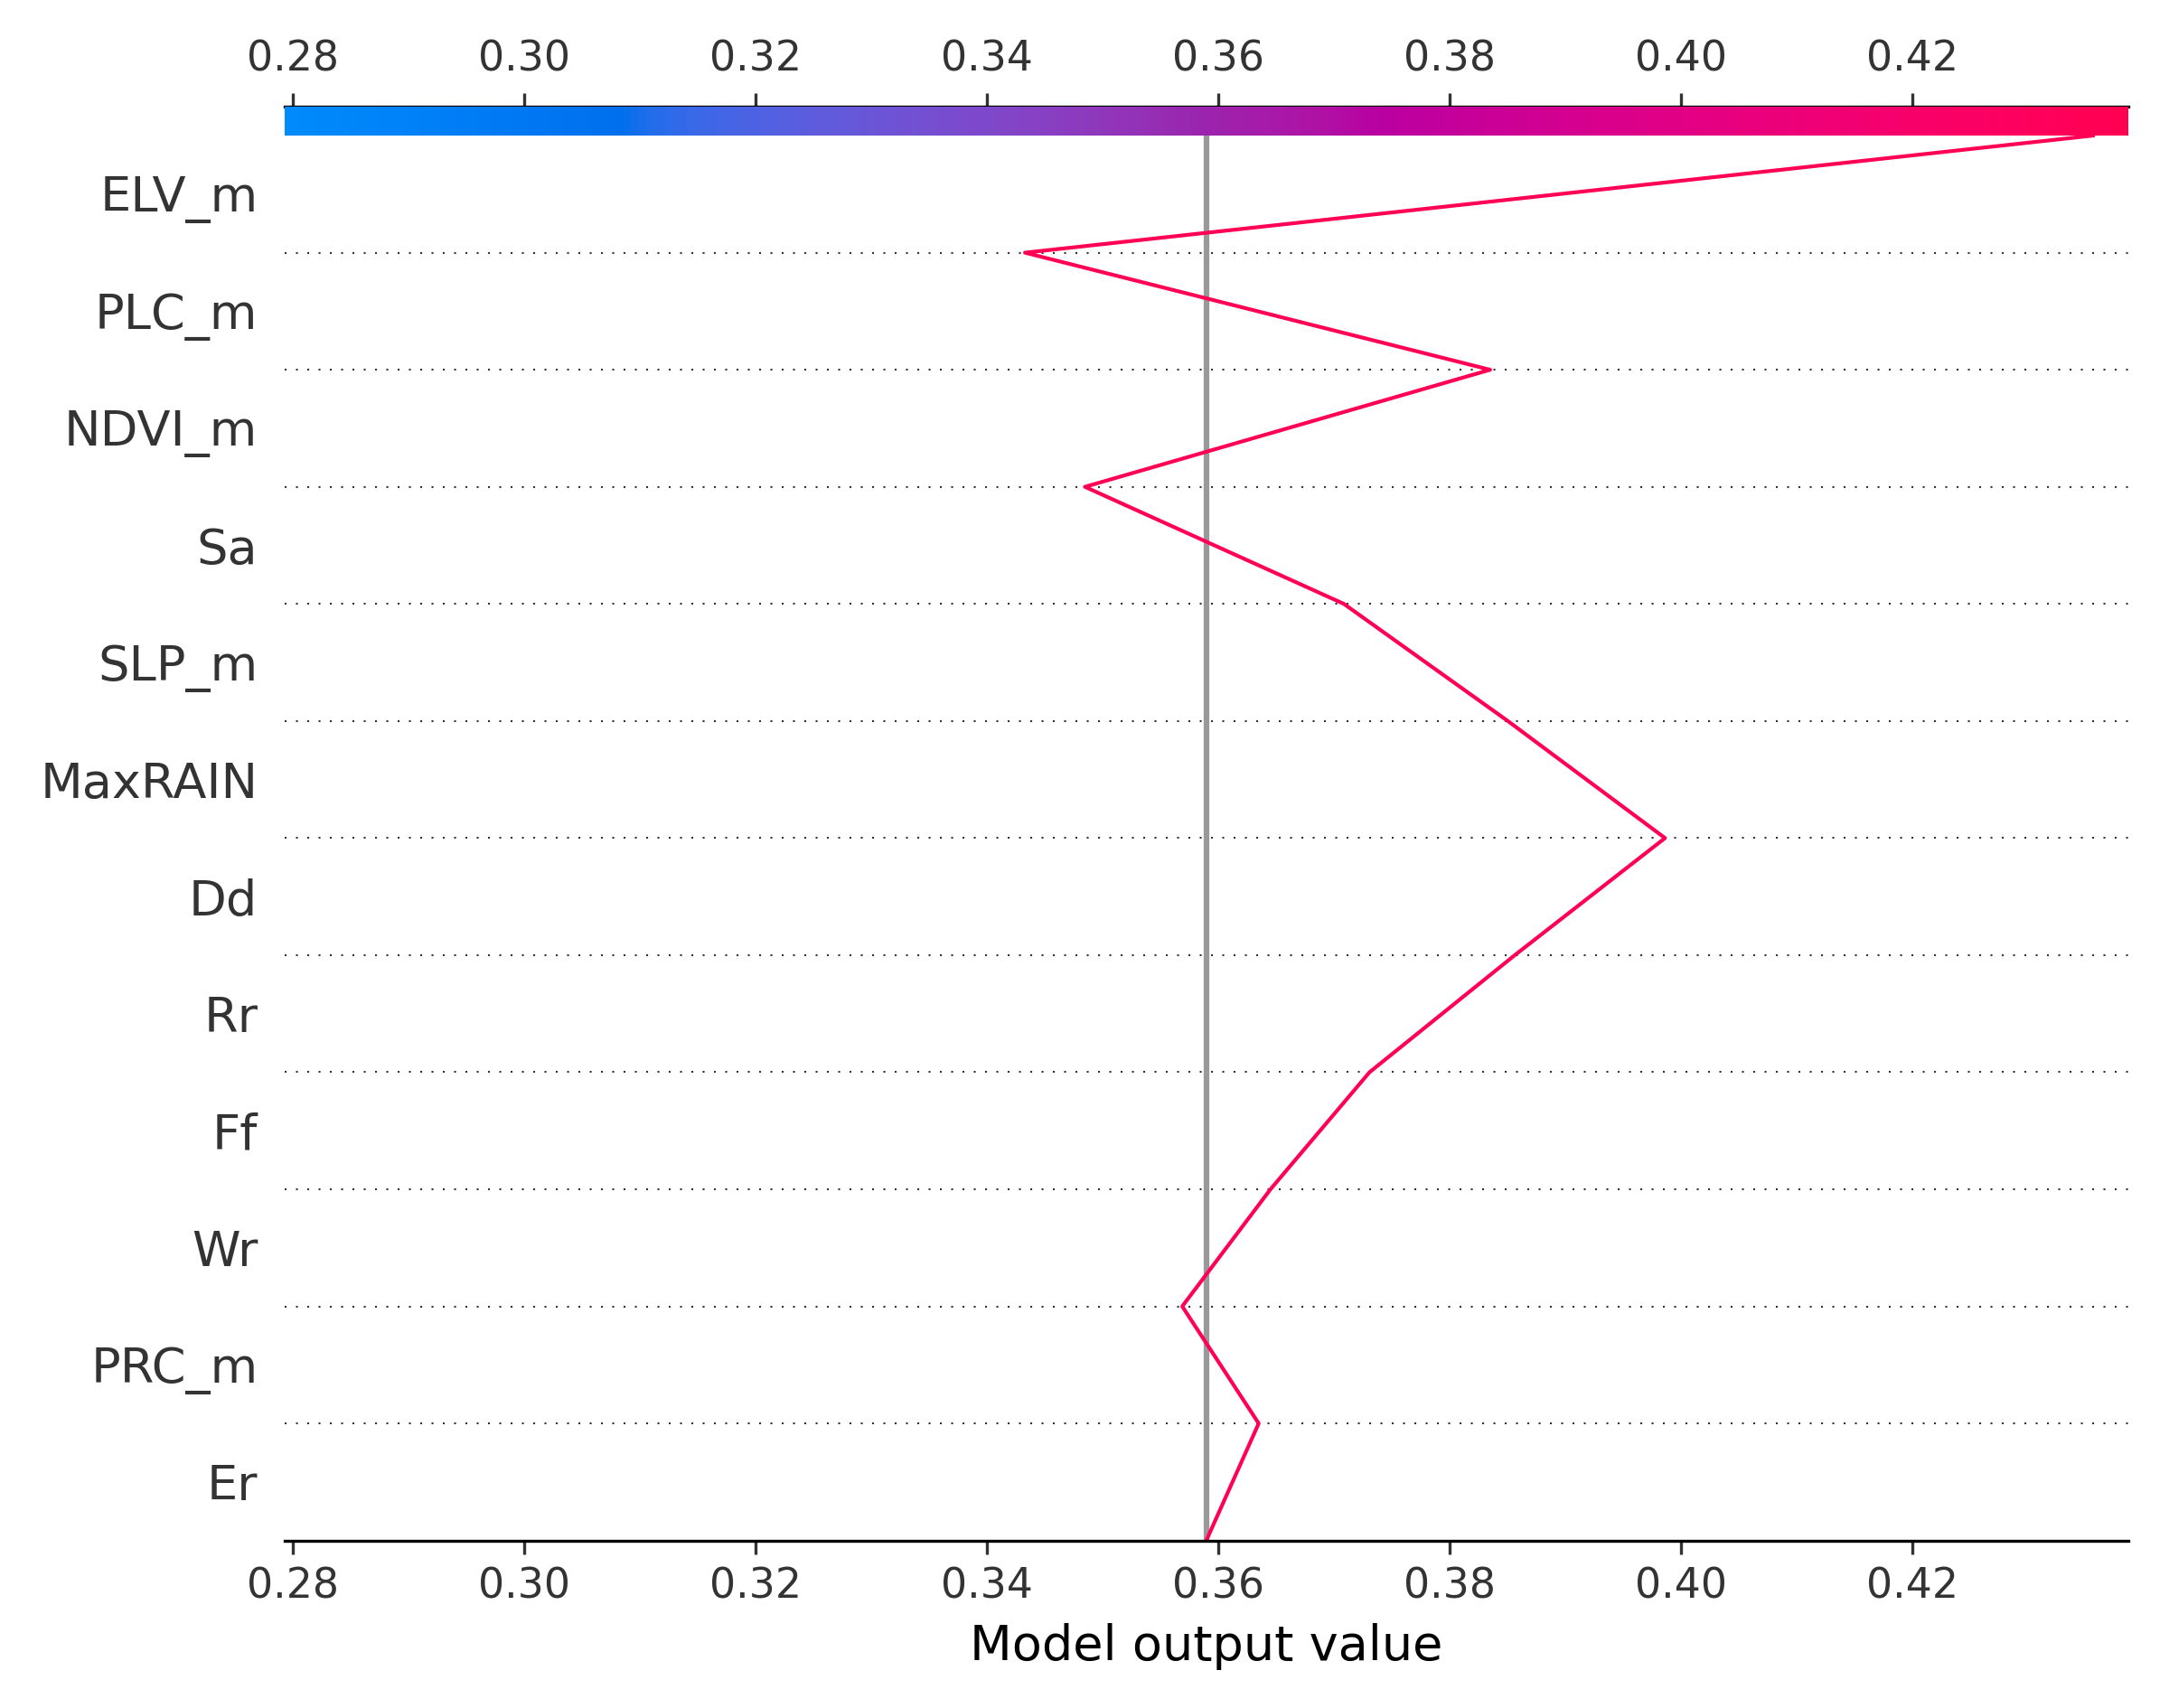 0.28 0.30 0.32 0.34 0.36 0.38 0.40 0.42
ELV_m
PLC_m
NDVI_m
Sa
SLP_m
MaxRAIN
Dd
Rr
Ff
Wr
PRC_m
Er
0.28 0.30 0.32 0.34 0.36 0.38 0.40 0.42
Model output value